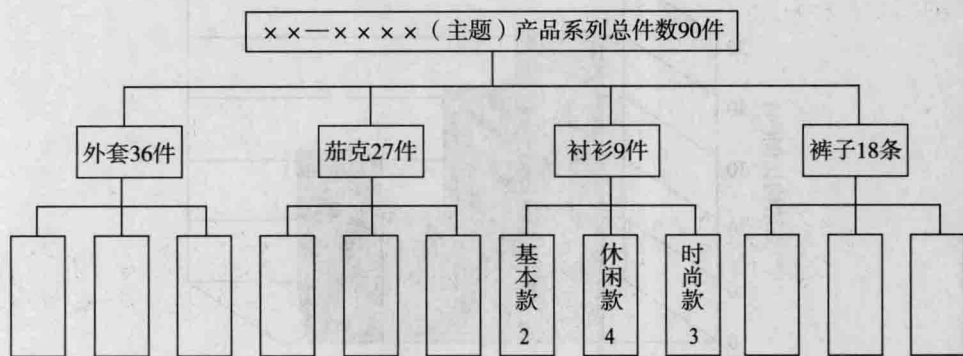 ××—××××（主题）产品系列总件数90件
外套36件
茄克27件
衬衫9件
裤子18条
基本款
2
休闲款
4
时尚款
3